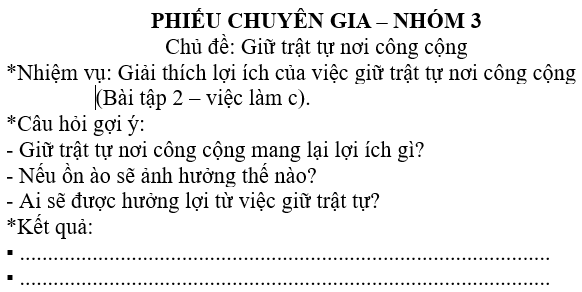 PHIẾU CHUYÊN GIA – NHÓM 3
Chủ đề: Giữ trật tự nơi công cộng
*Nhiệm vụ: Giải thích lợi ích của việc giữ trật tự nơi công cộng
(Bài tập 2 – việc làm c).
*Câu hỏi gợi ý:
- Giữ trật tự nơi công cộng mang lại lợi ích gì?
- Nếu ồn ào sẽ ảnh hưởng thế nào?
- Ai sẽ được hưởng lợi từ việc giữ trật tự?
*Kết quả:
▪ ...............................................................................................
▪ ...............................................................................................